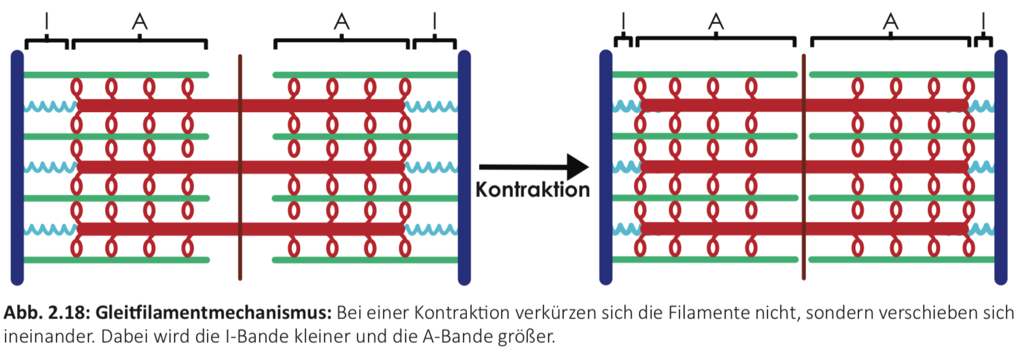 I A A I
I A A I
Kontraktion
Abb. 2.18: Gleitfilamentmechanismus: Bei einer Kontraktion verkürzen sich die Filamente nicht, sondern verschieben sich
ineinander. Dabei wird die I-Bande kleiner und die A-Bande größer.